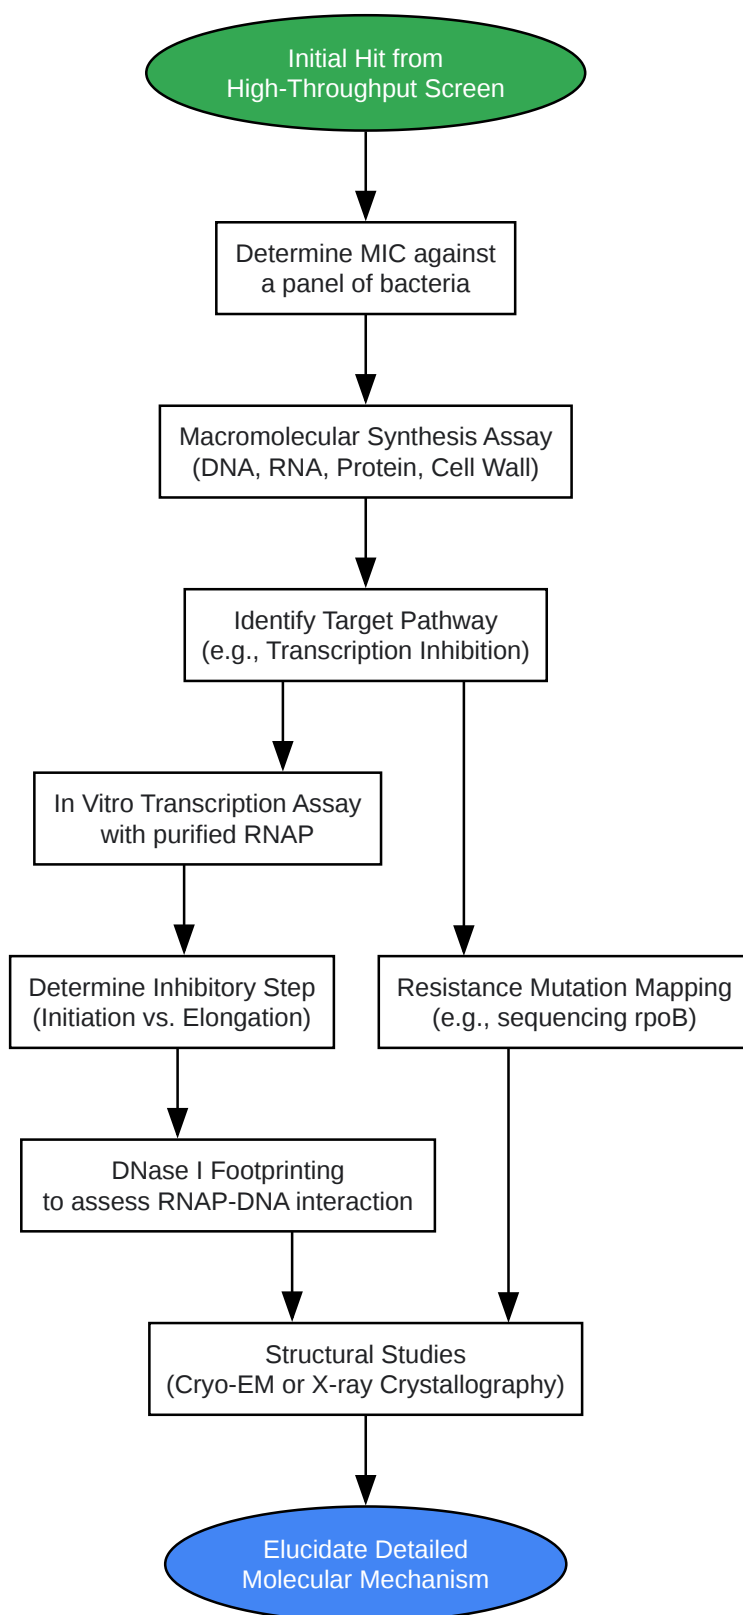 Initial Hit from
High-Throughput Screen
Determine MIC against
a panel of bacteria
Macromolecular Synthesis Assay
(DNA, RNA, Protein, Cell Wall)
Identify Target Pathway
(e.g., Transcription Inhibition)
In Vitro Transcription Assay
with purified RNAP
Determine Inhibitory Step
(Initiation vs. Elongation)
Resistance Mutation Mapping
(e.g., sequencing rpoB)
DNase I Footprinting
to assess RNAP-DNA interaction
Structural Studies
(Cryo-EM or X-ray Crystallography)
Elucidate Detailed
Molecular Mechanism